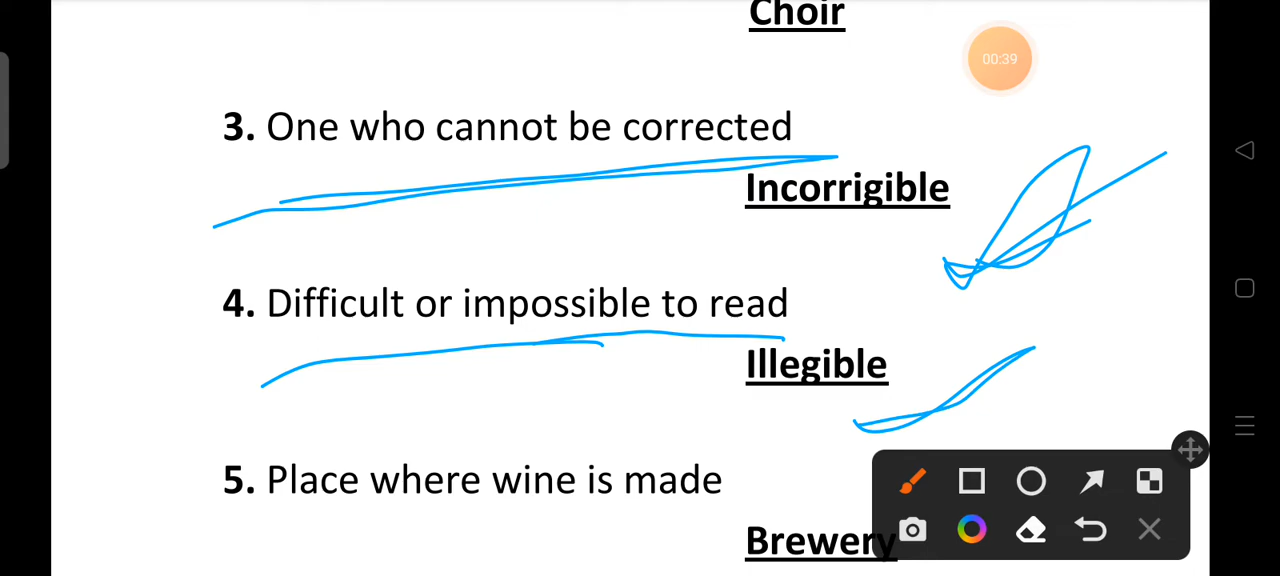 Choir
00:39
3. One who cannot be corrected
Incorrigible
4. Difficult or impossible to read
Illegible
5. Place where wine is made
Brewery